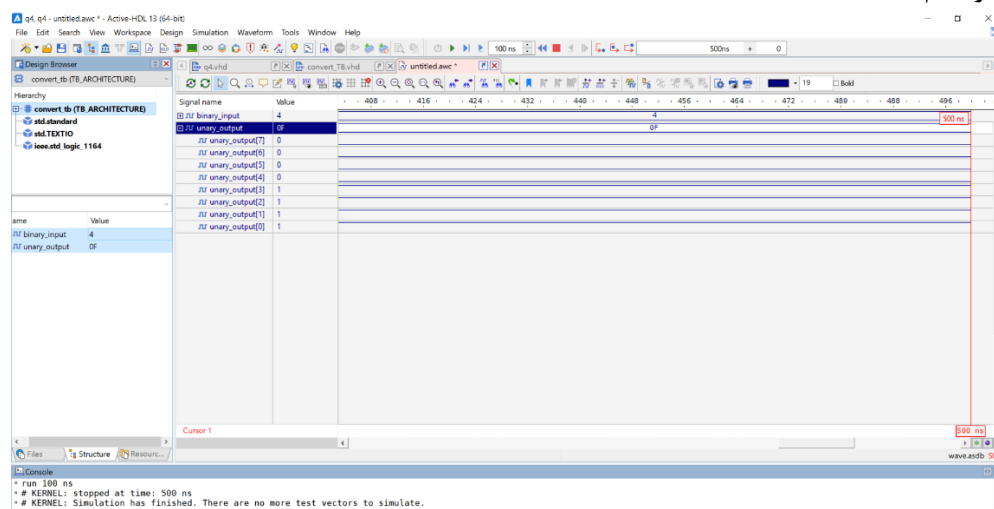 q4, q4 - untitled.awc * - Active-HDL 13 (64-bit)
File Edit Search View Workspace Design Simulation Waveform Tools Window Help
100 ns 500ns + 0
Design Browser
convert_tb (TB_ARCHITECTURE)
Hierarchy
convert_tb (TB ARCHITECTURE)
std.standard
std.TEXTIO
ieee.std_logic_1164
ame Value
binary_input 4
unary_output 0F
Files Structure Resourc...
q4.vhd convert_TB.vhd untitled.awc *
19 Bold
Signal name Value 408 416 424 432 440 448 456 464 472 480 488 496
binary_input 4 4
500 ns
unary_output 0F 0F
unary_output[7] 0
unary_output[6] 0
unary_output[5] 0
unary_output[4] 0
unary_output[3] 1
unary_output[2] 1
unary_output[1] 1
unary_output[0] 1
Cursor 1 500 ns
wave.asdb
Console
° run 100 ns
° # KERNEL: stopped at time: 500 ns
° # KERNEL: Simulation has finished. There are no more test vectors to simulate.